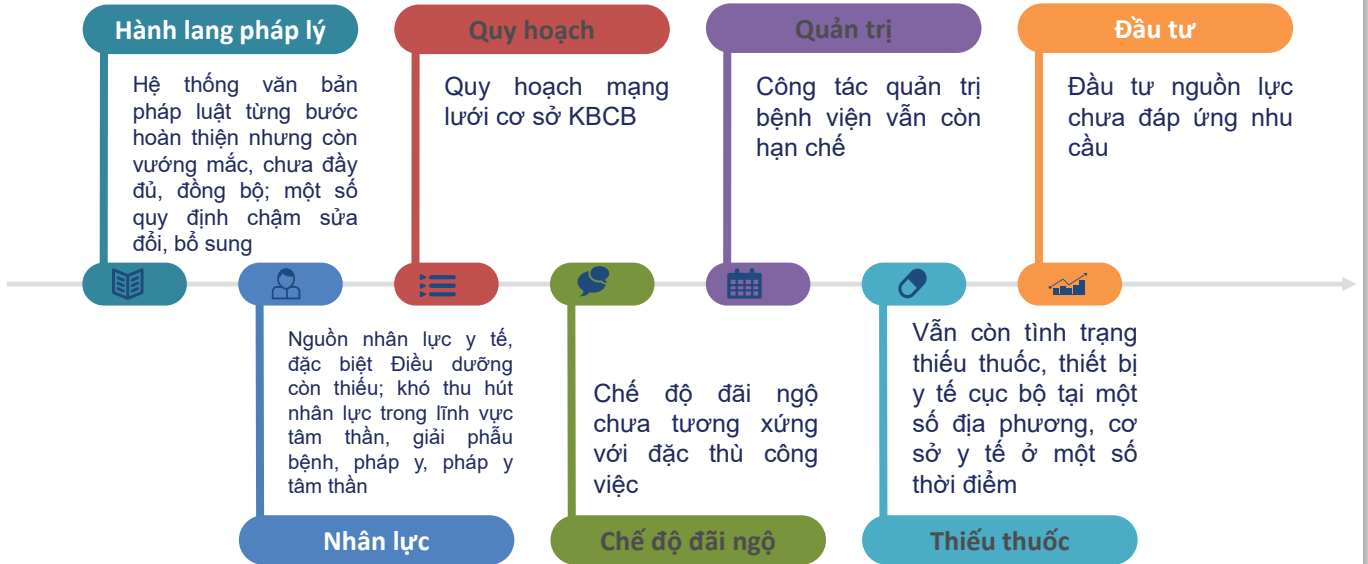 Hành lang pháp lý
Hệ thống văn bản
pháp luật từng bước
hoàn thiện nhưng còn
vướng mắc, chưa đầy
đủ, đồng bộ; một số
quy định chậm sửa
đổi, bổ sung
Nguồn nhân lực y tế,
đặc biệt Điều dưỡng
còn thiếu; khó thu hút
nhân lực trong lĩnh vực
tâm thần, giải phẫu
bệnh, pháp y, pháp y
tâm thần
Nhân lực
Quy hoạch
Quy hoạch mạng
lưới cơ sở KBCB
Chế độ đãi ngộ
chưa tương xứng
với đặc thù công
việc
Chế độ đãi ngộ
Quản trị
Công tác quản trị
bệnh viện vẫn còn
hạn chế
Vẫn còn tình trạng
thiếu thuốc, thiết bị
y tế cục bộ tại một
số địa phương, cơ
sở y tế ở một số
thời điểm
Thiếu thuốc
Đầu tư
Đầu tư nguồn lực
chưa đáp ứng nhu
cầu